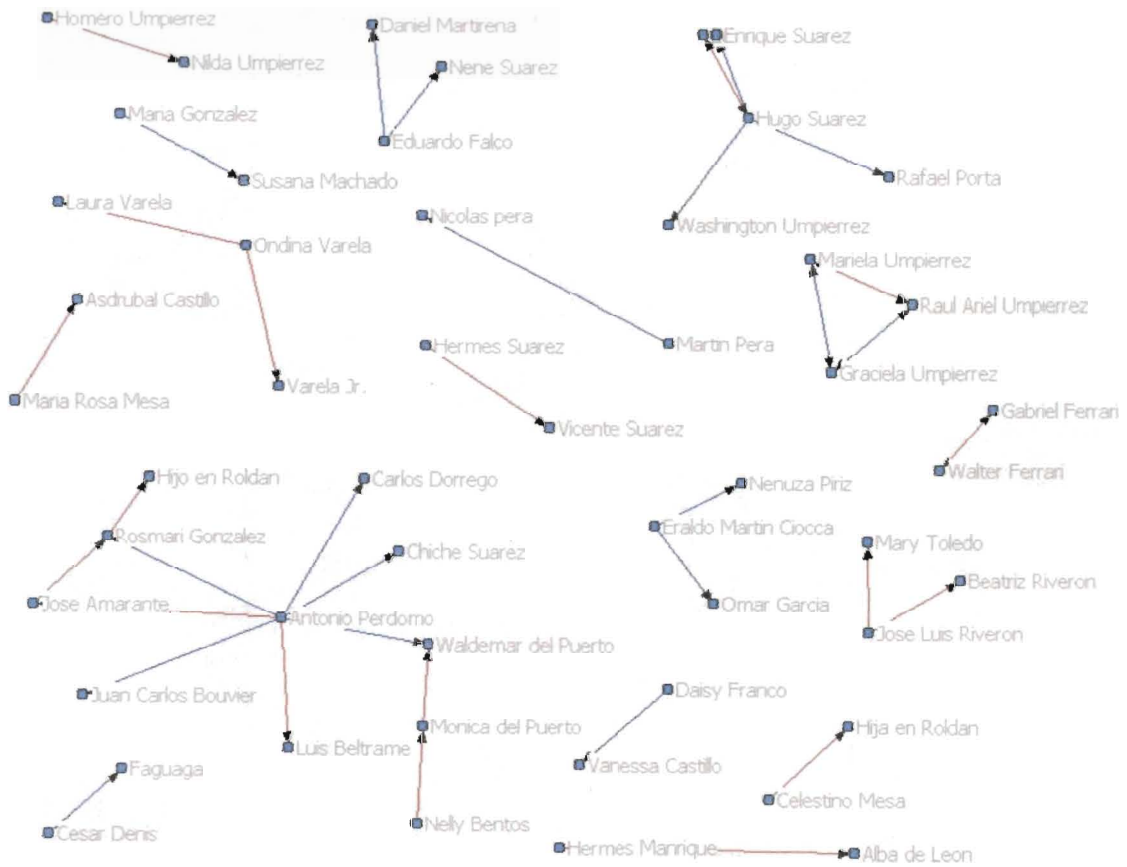 Homero Umpierrez
Daniel Martirena
Enrique Suarez
Nilda Umpierrez
Nene Suarez
Maria Gonzalez
Hugo Suarez
Eduardo Falco
Susana Machado
Rafael Porta
Laura Varela
Nicolas pera
Washington Umpierrez
Ondina Varela
Mariela Umpierrez
Asdrubal Castillo
Raul Ariel Umpierrez
Hermes Suarez
Martin Pera
Graciela Umpierrez
Varela Jr.
Maria Rosa Mesa
Gabriel Ferrari
Vicente Suarez
Walter Ferrari
Hijo en Roldan
Carlos Dorrego
Nenuza Piriz
Eraldo Martin Ciocca
Rosmari Gonzalez
Mary Toledo
Chiche Suarez
Beatriz Riveron
Jose Amarante
Omar Garcia
Antonio Perdomo
Jose Luis Riveron
Waldemar del Puerto
Juan Carlos Bouvier
Daisy Franco
Monica del Puerto
Hija en Roldan
Luis Beltrame
Faguaga
Vanessa Castillo
Celestino Mesa
Cesar Denis
Nelly Bentos
Hermes Manrique
Alba de Leon